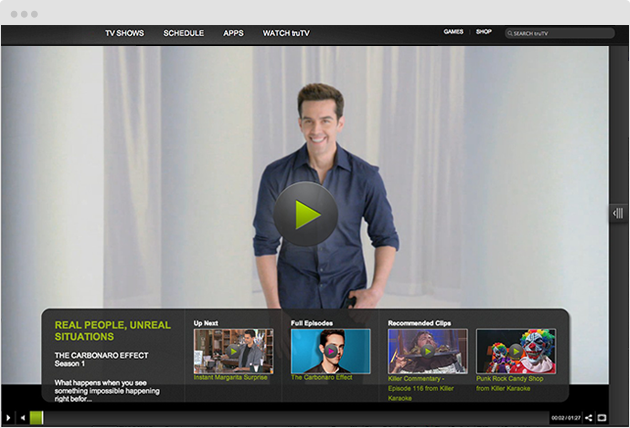 TV SHOWS SCHEDULE APPS WATCH truTV GAMES SHOP SEARCH truTV
REAL PEOPLE, UNREAL
SITUATIONS
THE CARBONARO EFFECT
Season 1
What happens when you see
something impossible happening
right befor...
Up Next
Instant Margarita Surprise
Full Episodes
The Carbonaro Effect
Recommended Clips
Killer Commentary -
Episode 116 from Killer
Karaoke
Punk Rock Candy Shop
from Killer Karaoke
00:02 / 01:27